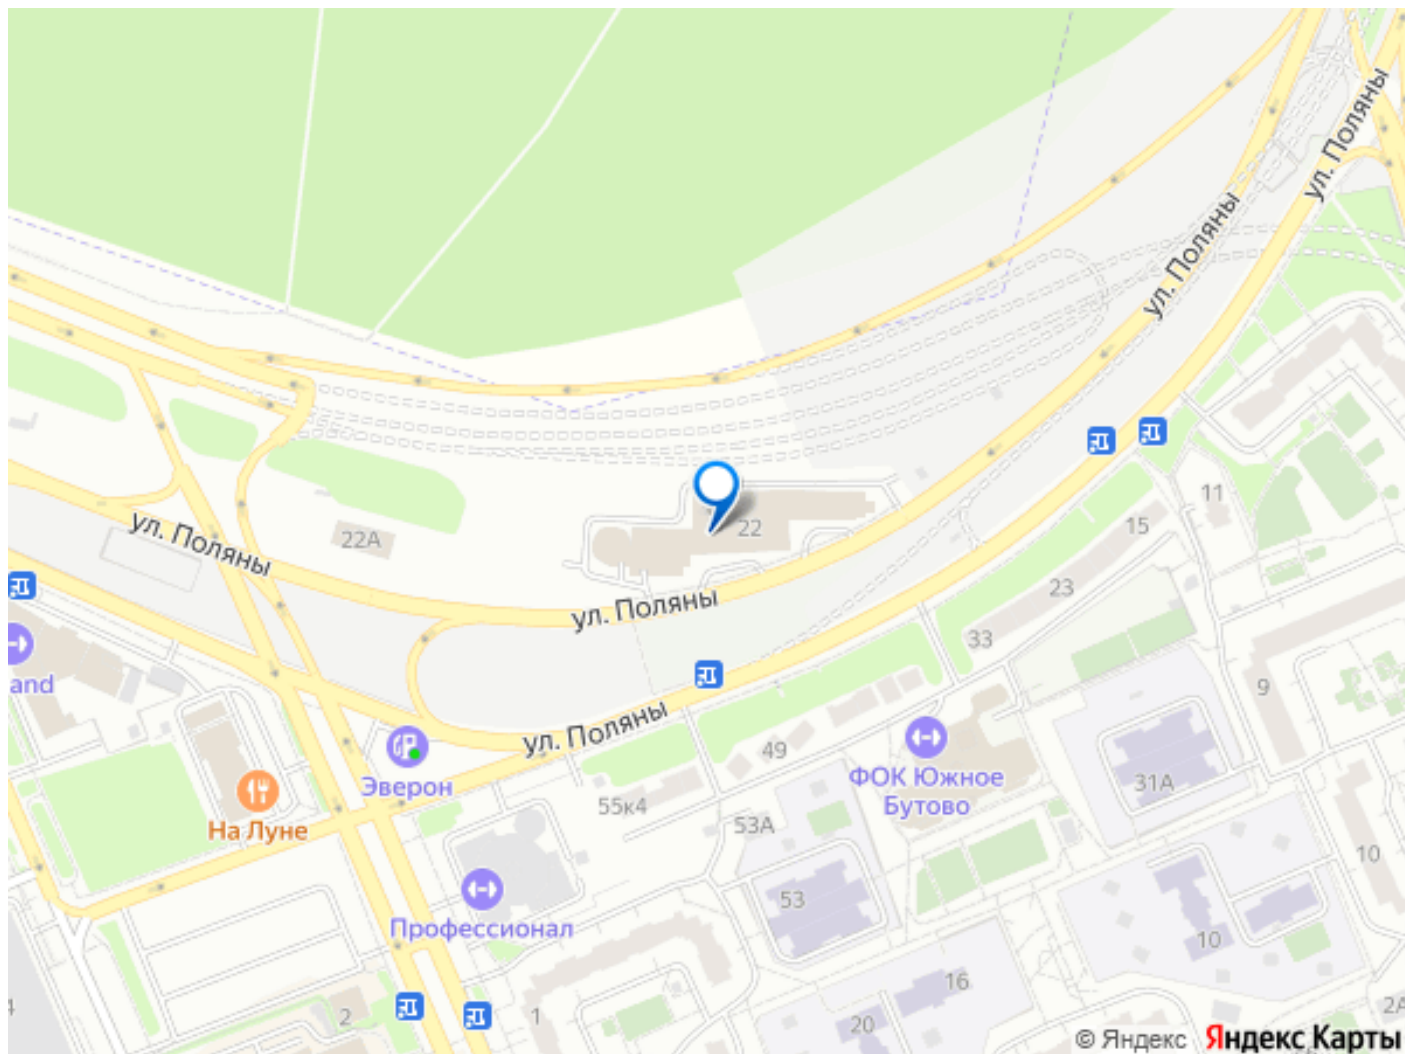 ул. Поляны
ул. Поляны
11
15
22
22А
ул. Поляны
23
ул. Поляны
33
and
9
ул. Поляны
49
ФОК Южное
Бутово
31А
Эверон
55к4
На Луне
53А
10
53
Профессионал
10
16
4
2
1
20
2А
© Яндекс Яндекс Карты